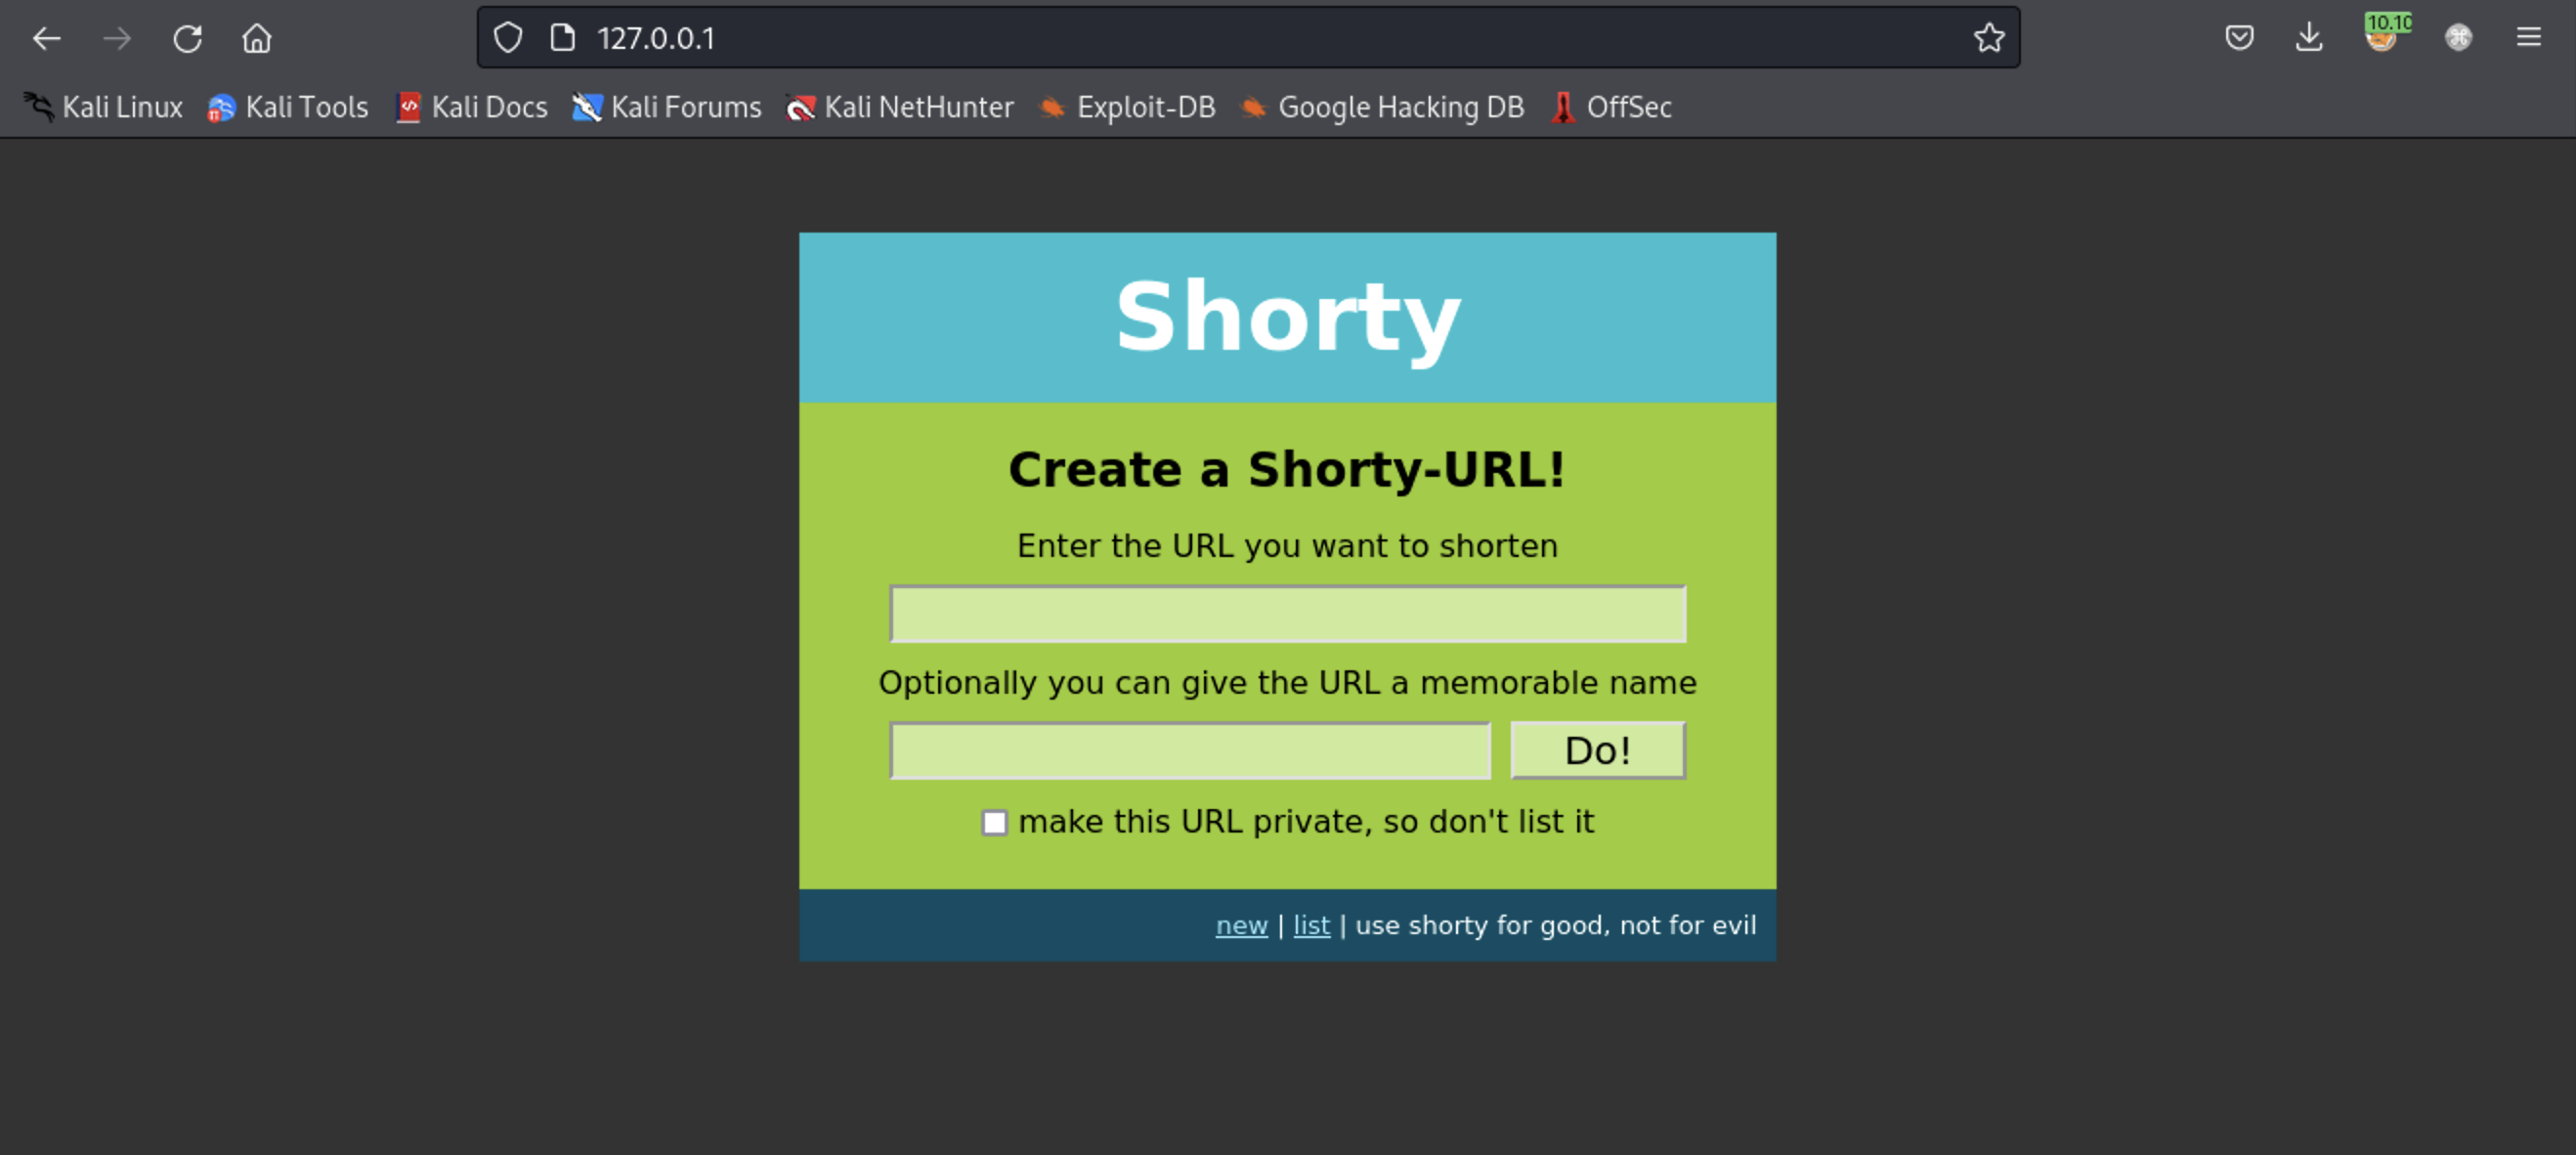 127.0.0.1
10.10
Kali Linux Kali Tools Kali Docs Kali Forums Kali NetHunter Exploit-DB Google Hacking DB OffSec
Shorty
Create a Shorty-URL!
Enter the URL you want to shorten
Optionally you can give the URL a memorable name
Do!
make this URL private, so don't list it
new | list | use shorty for good, not for evil